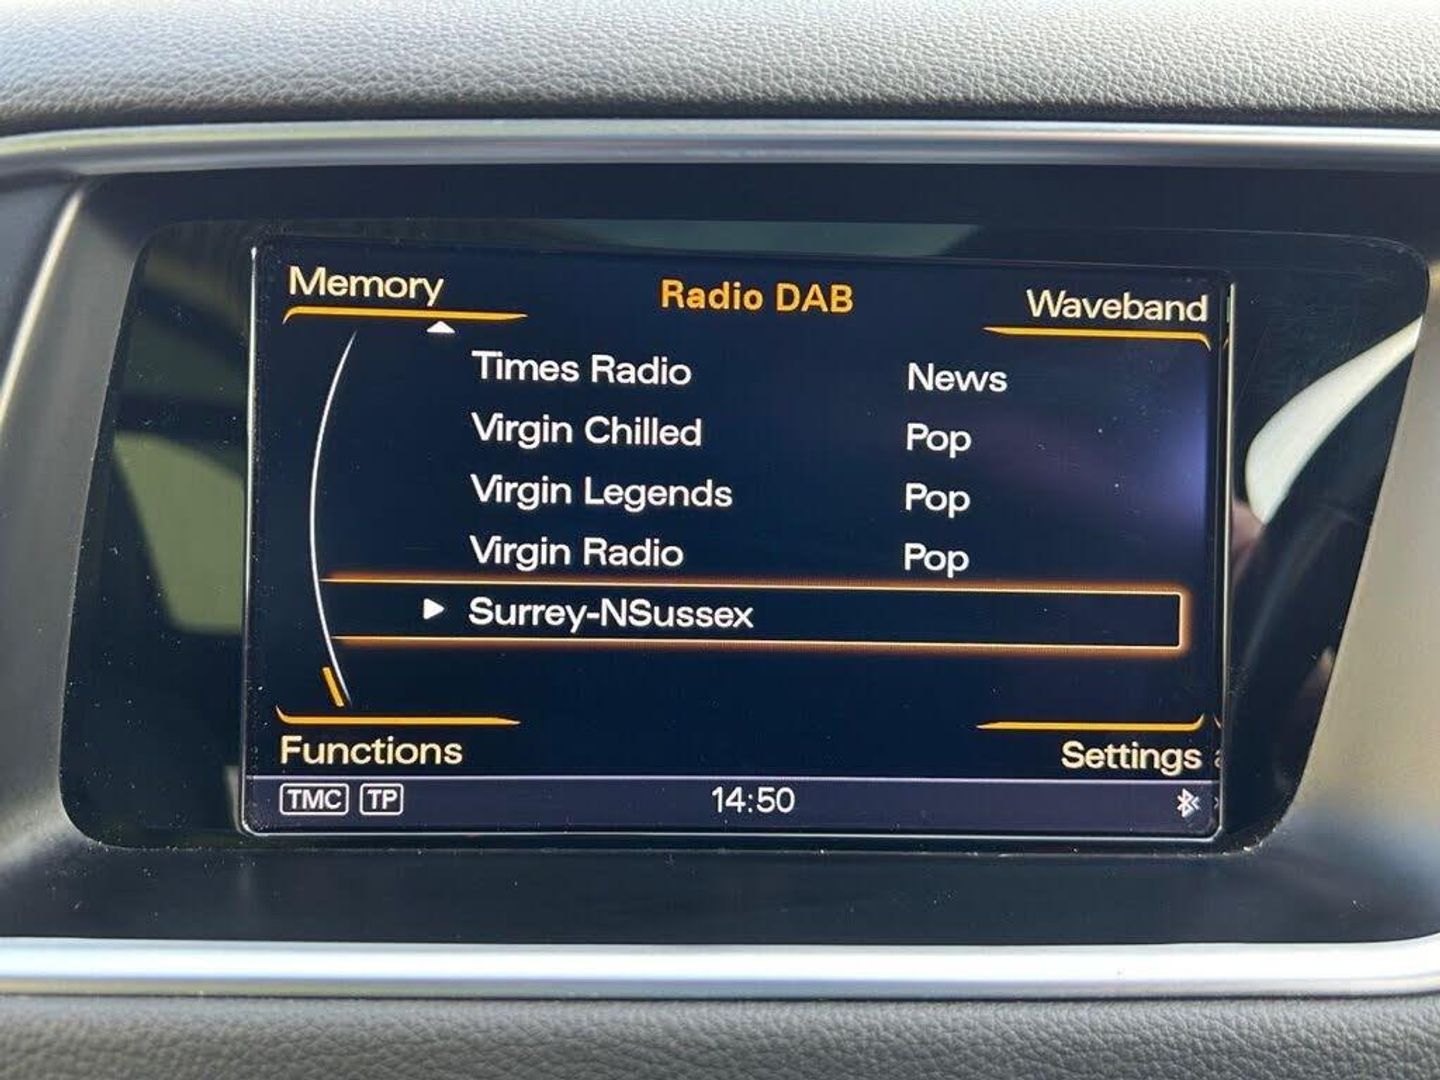 Memory Radio DAB Waveband
Times Radio News
Virgin Chilled Pop
Virgin Legends Pop
Virgin Radio Pop
Surrey-NSussex
Functions Settings
TMC TP 14:50